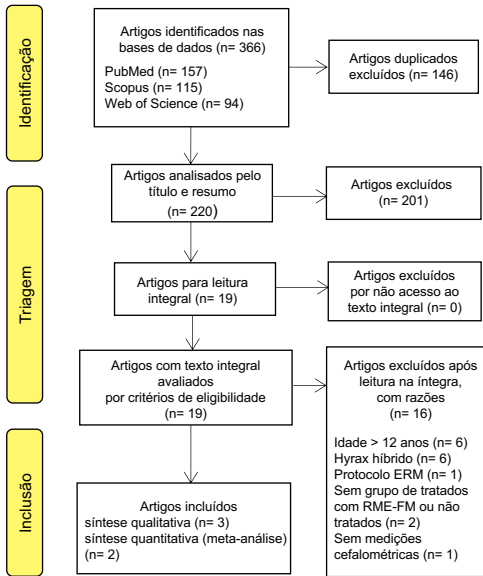 Identificação
Artigos identificados nas
bases de dados (n= 366)
PubMed (n= 157)
Scopus (n= 115)
Web of Science (n= 94)
Artigos duplicados
excluídos (n= 146)
Triagem
Artigos analisados pelo
título e resumo
(n= 220)
Artigos excluídos
(n= 201)
Artigos para leitura
integral (n= 19)
Artigos excluídos
por não acesso ao
texto integral (n= 0)
Artigos com texto integral
avaliados
por critérios de eligibilidade
(n= 19)
Artigos excluídos após
leitura na íntegra,
com razões
(n= 16)
Idade > 12 anos (n= 6)
Hyrax híbrido (n= 6)
Protocolo ERM (n= 1)
Sem grupo de tratados
com RME-FM ou não
tratados (n= 2)
Sem medições
cefalométricas (n= 1)
Inclusão
Artigos incluídos
síntese qualitativa (n= 3)
síntese quantitativa (meta-análise)
(n= 2)